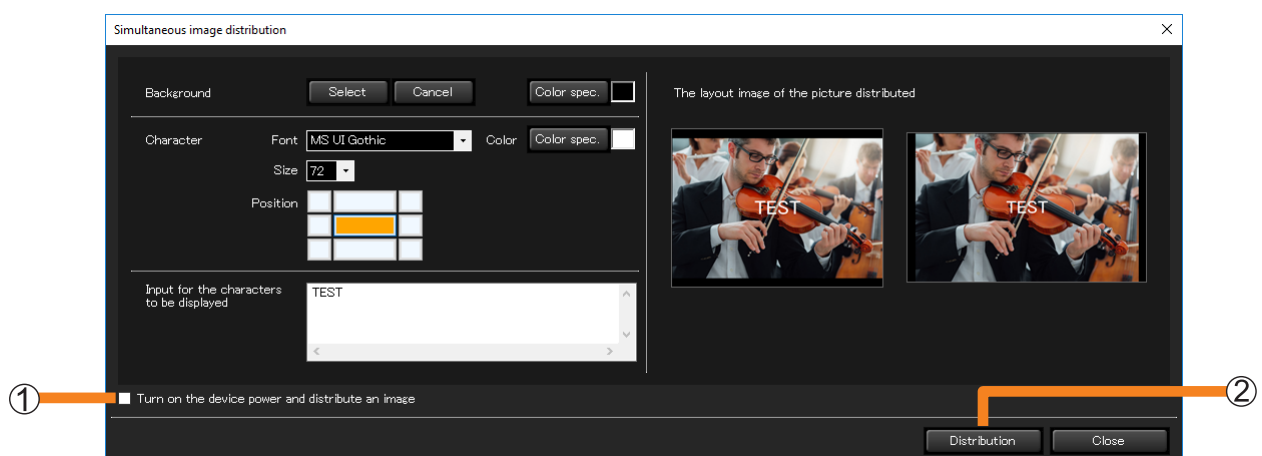 Simultaneous image distribution
Background
Select
Cancel
Color spec.
Character
Font
MS UI Gothic
Color
Color spec.
Size
72
Position
Input for the characters
to be displayed
TEST
The layout image of the picture distributed
TEST
TEST
①
Turn on the device power and distribute an image
②
Distribution
Close